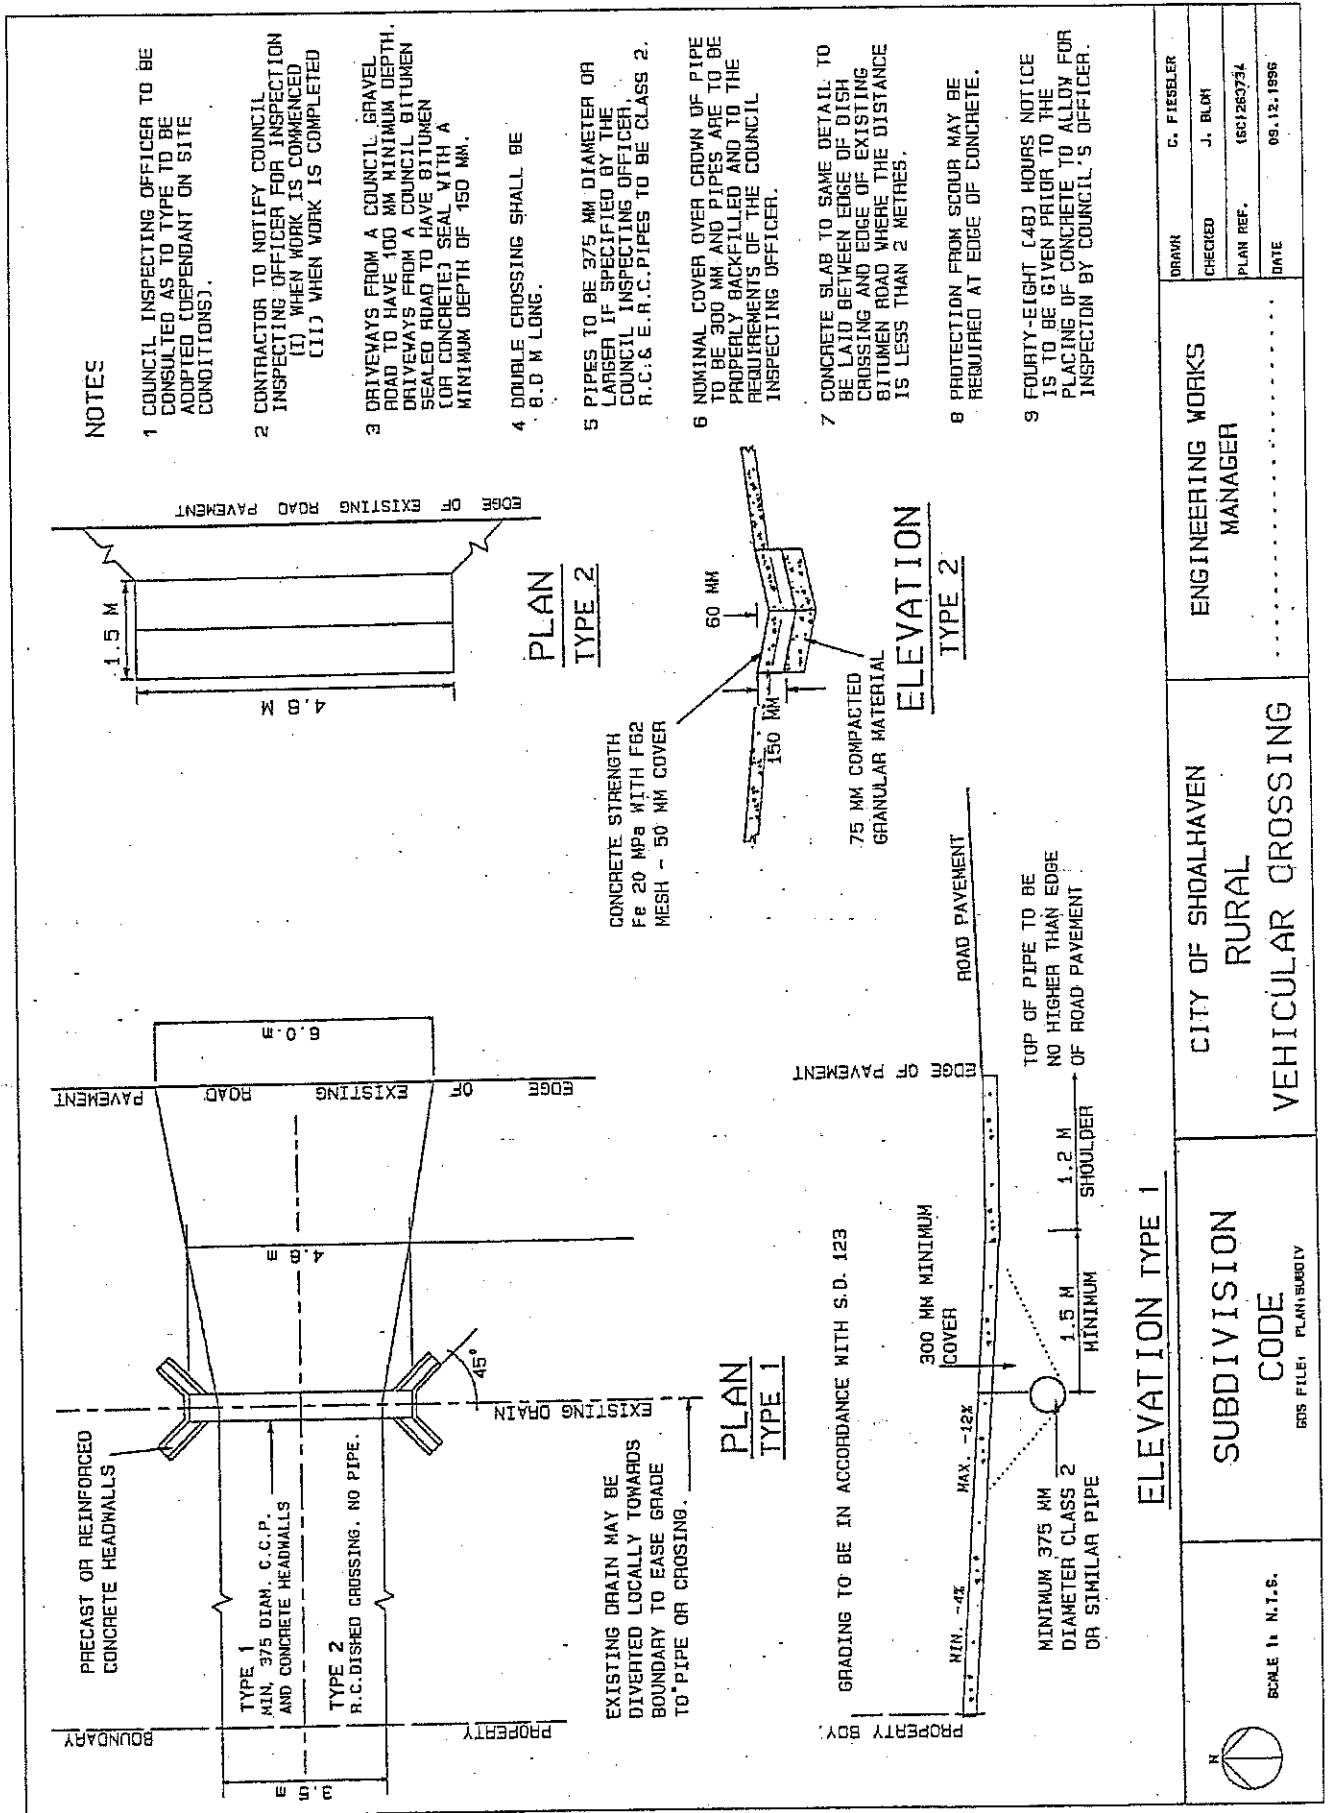 PRECAST OR REINFORCED
CONCRETE HEADWALLS
BOUNDARY
PROPERTY
3.5 m
TYPE 1
MIN, 375 DIAM. C.C.P.
AND CONCRETE HEADWALLS
TYPE 2
R.C.DISHED CROSSING. NO PIPE.
45°
4.8 m
6.0.m
EDGE OF EXISTING ROAD PAVEMENT
EXISTING DRAIN
EXISTING DRAIN MAY BE
DIVERTED LOCALLY TOWARDS
BOUNDARY TO EASE GRADE
TO PIPE OR CROSING.
PLAN
TYPE 1
GRADING TO BE IN ACCORDANCE WITH S.D. 123
PROPERTY BDY.
MIN. -4%
MAX. -12%
300 MM MINIMUM
COVER
EDGE OF PAVEMENT
ROAD PAVEMENT
MINIMUM 375 MM
DIAMETER CLASS 2
OR SIMILAR PIPE
1.5 M
MINIMUM
1.2 M
SHOULDER
TOP OF PIPE TO BE
NO HIGHER THAN EDGE
OF ROAD PAVEMENT
ELEVATION TYPE 1
1.5 M
4.8 M
EDGE OF EXISTING ROAD PAVEMENT
PLAN
TYPE 2
CONCRETE STRENGTH
Fe 20 MPa WITH F62
MESH - 50 MM COVER
60 MM
150 MM
75 MM COMPACTED
GRANULAR MATERIAL
ELEVATION
TYPE 2
NOTES
1 COUNCIL INSPECTING OFFICER TO BE
CONSULTED AS TO TYPE TO BE
ADOPTED (DEPENDANT ON SITE
CONDITIONS).
2 CONTRACTOR TO NOTIFY COUNCIL
INSPECTING OFFICER FOR INSPECTION
(I) WHEN WORK IS COMMENCED
(II) WHEN WORK IS COMPLETED
3 DRIVEWAYS FROM A COUNCIL GRAVEL
ROAD TO HAVE 100 MM MINIMUM DEPTH.
DRIVEWAYS FROM A COUNCIL BITUMEN
SEALED ROAD TO HAVE BITUMEN
(OR CONCRETE) SEAL WITH A
MINIMUM DEPTH OF 150 MM.
4 DOUBLE CROSSING SHALL BE
8.0 M LONG.
5 PIPES TO BE 375 MM DIAMETER OR
LARGER IF SPECIFIED BY THE
COUNCIL INSPECTING OFFICER.
R.C.& E.R.C.PIPES TO BE CLASS 2.
6 NOMINAL COVER OVER CROWN OF PIPE
TO BE 300 MM AND PIPES ARE TO BE
PROPERLY BACKFILLED AND TO THE
REQUIREMENTS OF THE COUNCIL
INSPECTING OFFICER.
7 CONCRETE SLAB TO SAME DETAIL TO
BE LAID BETWEEN EDGE OF DISH
CROSSING AND EDGE OF EXISTING
BITUMEN ROAD WHERE THE DISTANCE
IS LESS THAN 2 METRES.
8 PROTECTION FROM SCOUR MAY BE
REQUIRED AT EDGE OF CONCRETE.
9 FOURTY-EIGHT (48) HOURS NOTICE
IS TO BE GIVEN PRIOR TO THE
PLACING OF CONCRETE TO ALLOW FOR
INSPECTON BY COUNCIL'S OFFICER.
N
SCALE 1: N.T.S.
SUBDIVISION
CODE
GDS FILE: PLAN:SUBDIV
CITY OF SHOALHAVEN
RURAL
VEHICULAR CROSSING
ENGINEERING WORKS
MANAGER
DRAWN C. FIESELER
CHECKED J. BLOM
PLAN REF.
DATE 09.12.1996